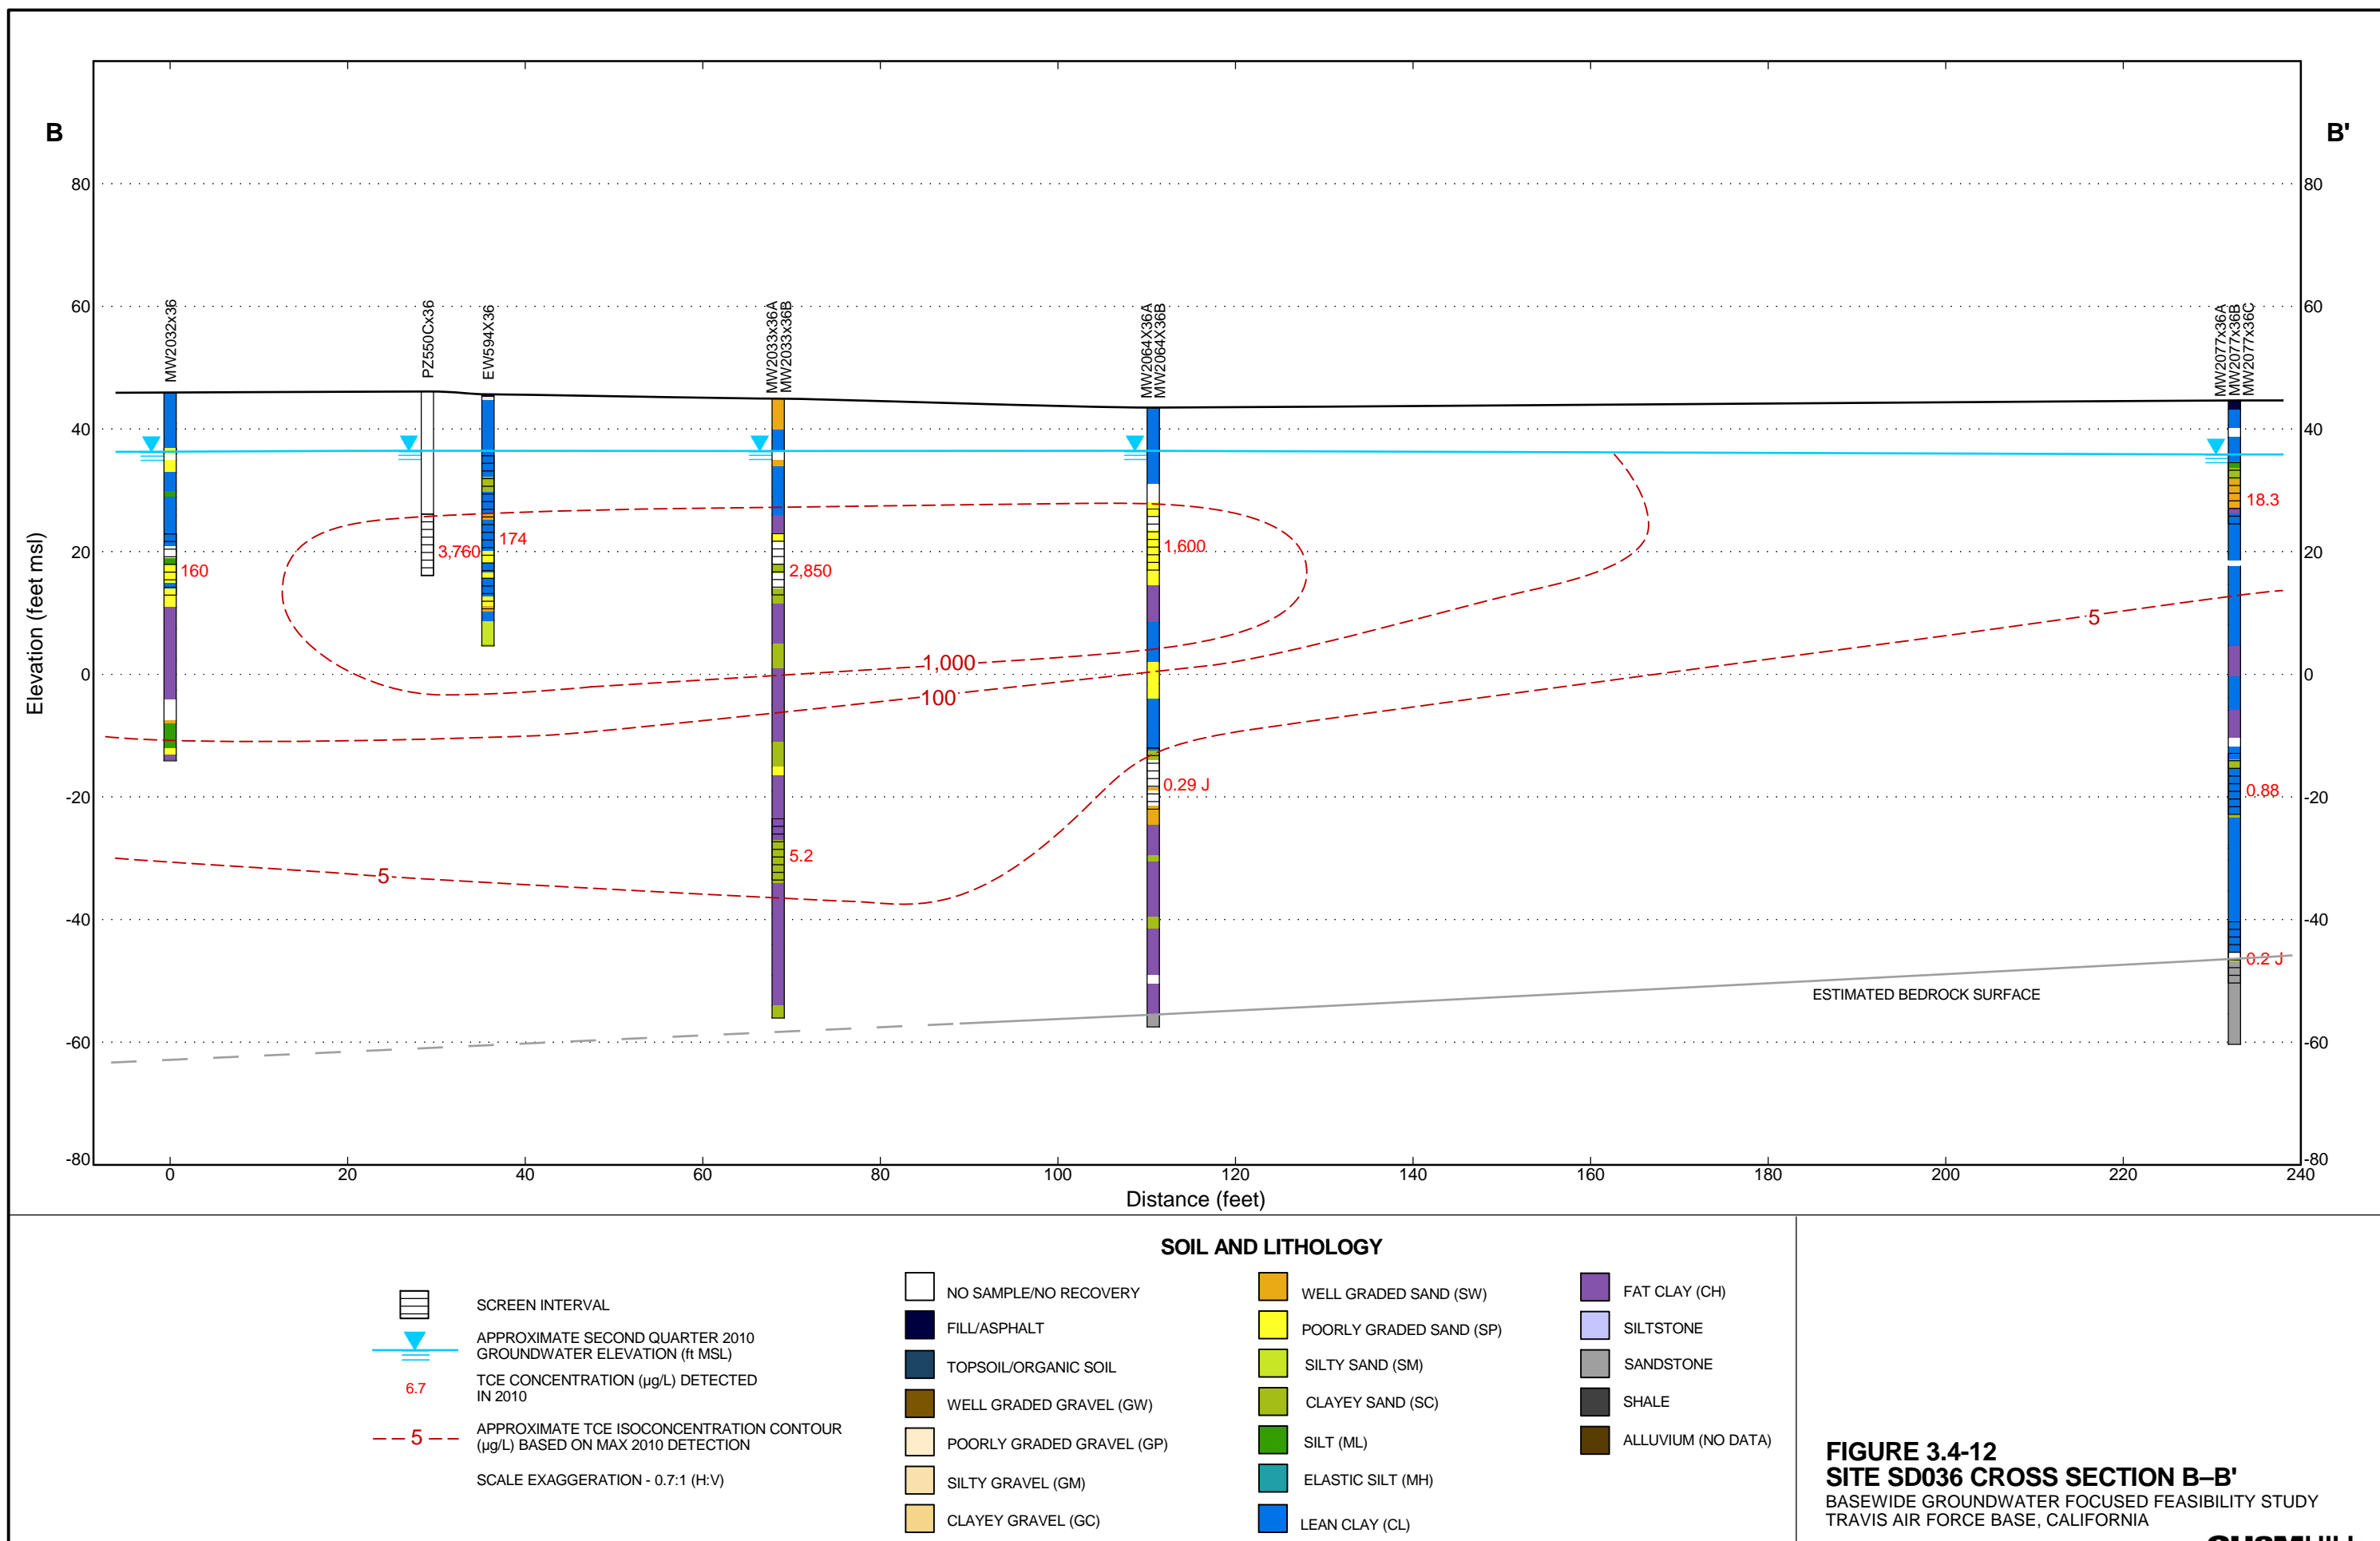 B
B'
80
80
60
60
40
40
20
20
0
0
-20
-20
-40
-40
-60
-60
-80
-80
Elevation (feet msl)
MW2032x36
PZ550Cx36
EW594X36
MW2033x36A
MW2033x36B
MW2064X36A
MW2064X36B
MW2077x36A
MW2077x36B
MW2077x36C
160
3,760
174
2,850
5.2
1,600
0.29 J
18.3
0.88
0.2 J
1,000
100
5
5
ESTIMATED BEDROCK SURFACE
0
20
40
60
80
100
120
140
160
180
200
220
240
Distance (feet)
SOIL AND LITHOLOGY
SCREEN INTERVAL
APPROXIMATE SECOND QUARTER 2010
GROUNDWATER ELEVATION (ft MSL)
6.7
TCE CONCENTRATION (µg/L) DETECTED
IN 2010
5
APPROXIMATE TCE ISOCONCENTRATION CONTOUR
(µg/L) BASED ON MAX 2010 DETECTION
SCALE EXAGGERATION - 0.7:1 (H:V)
NO SAMPLE/NO RECOVERY
FILL/ASPHALT
TOPSOIL/ORGANIC SOIL
WELL GRADED GRAVEL (GW)
POORLY GRADED GRAVEL (GP)
SILTY GRAVEL (GM)
CLAYEY GRAVEL (GC)
WELL GRADED SAND (SW)
POORLY GRADED SAND (SP)
SILTY SAND (SM)
CLAYEY SAND (SC)
SILT (ML)
ELASTIC SILT (MH)
LEAN CLAY (CL)
FAT CLAY (CH)
SILTSTONE
SANDSTONE
SHALE
ALLUVIUM (NO DATA)
FIGURE 3.4-12
SITE SD036 CROSS SECTION B–B'
BASEWIDE GROUNDWATER FOCUSED FEASIBILITY STUDY
TRAVIS AIR FORCE BASE, CALIFORNIA